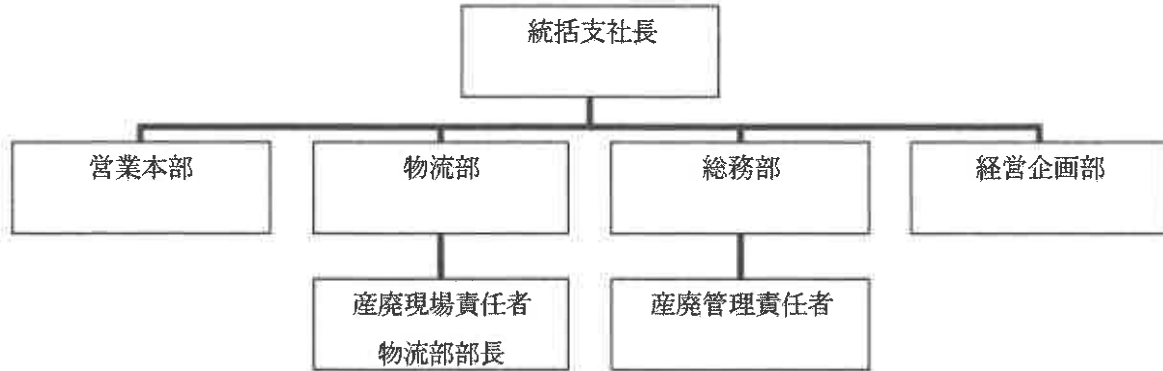 統括支社長
営業本部
物流部
総務部
経営企画部
産廃現場責任者
物流部部長
産廃管理責任者